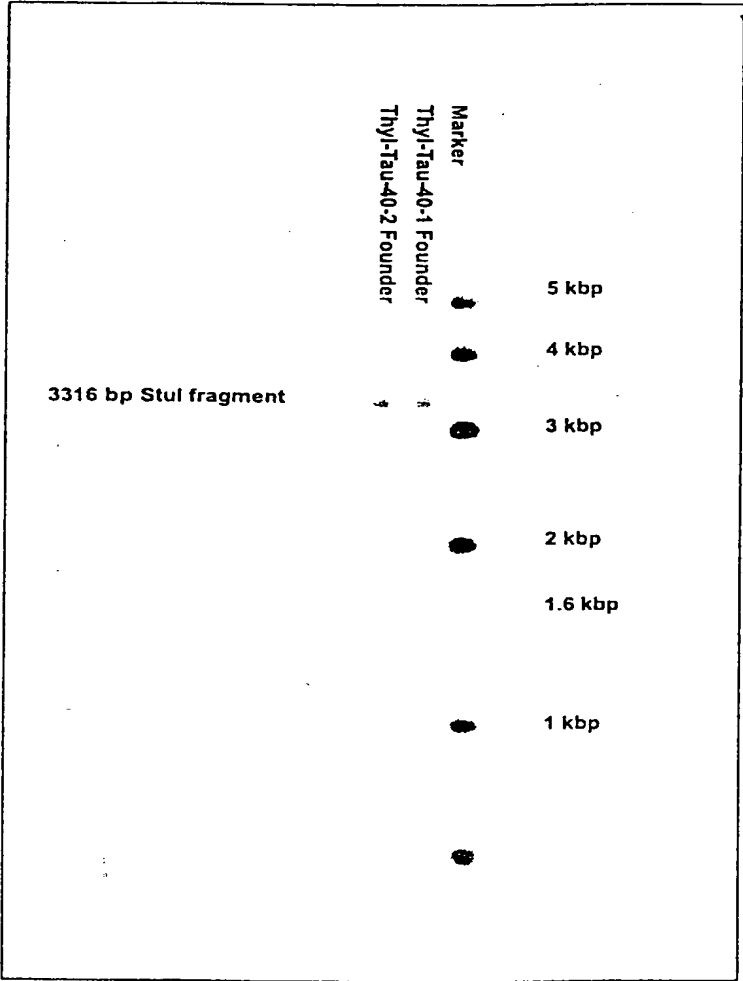 Marker
Thyl-Tau-40-1 Founder
Thyl-Tau-40-2 Founder
5 kbp
4 kbp
3316 bp StuI fragment
3 kbp
2 kbp
1.6 kbp
1 kbp